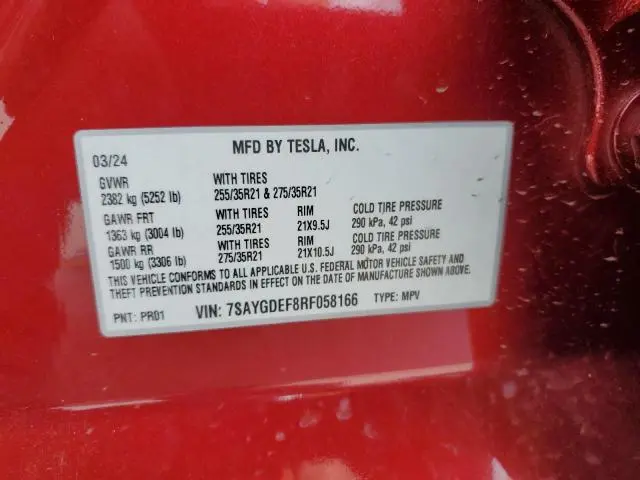 MFD BY TESLA, INC.
03/24
GVWR WITH TIRES
2382 kg (5252 lb) 255/35R21 & 275/35R21
GAWR FRT WITH TIRES RIM COLD TIRE PRESSURE
1363 kg (3004 lb) 255/35R21 21X9.5J 290 kPa, 42 psi
GAWR RR WITH TIRES RIM COLD TIRE PRESSURE
1500 kg (3306 lb) 275/35R21 21X10.5J 290 kPa, 42 psi
THIS VEHICLE CONFORMS TO ALL APPLICABLE U.S. FEDERAL MOTOR VEHICLE SAFETY AND
THEFT PREVENTION STANDARDS IN EFFECT ON THE DATE OF MANUFACTURE SHOWN ABOVE.
PNT: PR01 VIN: 7SAYGDEF8RF058166 TYPE: MPV